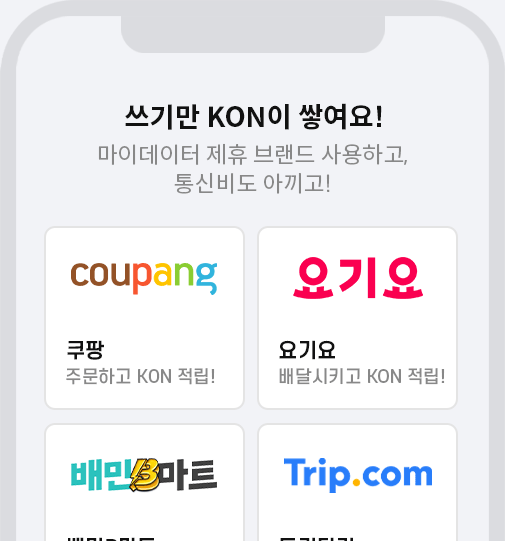 쓰기만 KON이 쌓여요!
마이데이터 제휴 브랜드 사용하고,
통신비도 아끼고!
coupang
요기요
쿠팡
주문하고 KON 적립!
요기요
배달시키고 KON 적립!
배민B마트
Trip.com